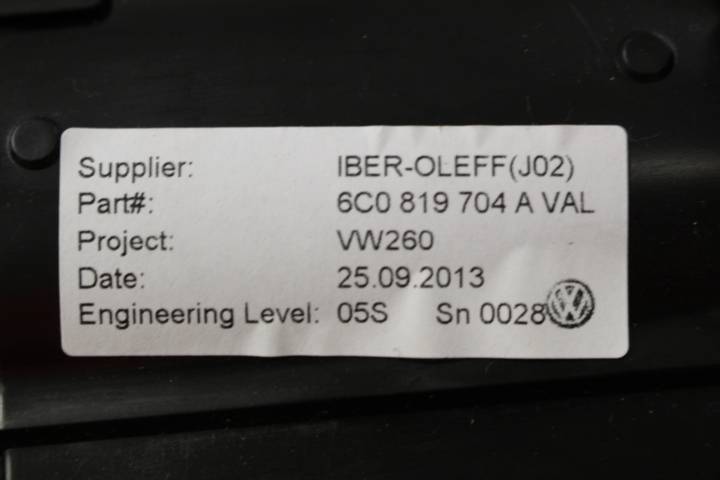 Supplier: IBER-OLEFF(J02)
Part#: 6C0 819 704 A VAL
Project: VW260
Date: 25.09.2013
Engineering Level: 05S Sn 0028